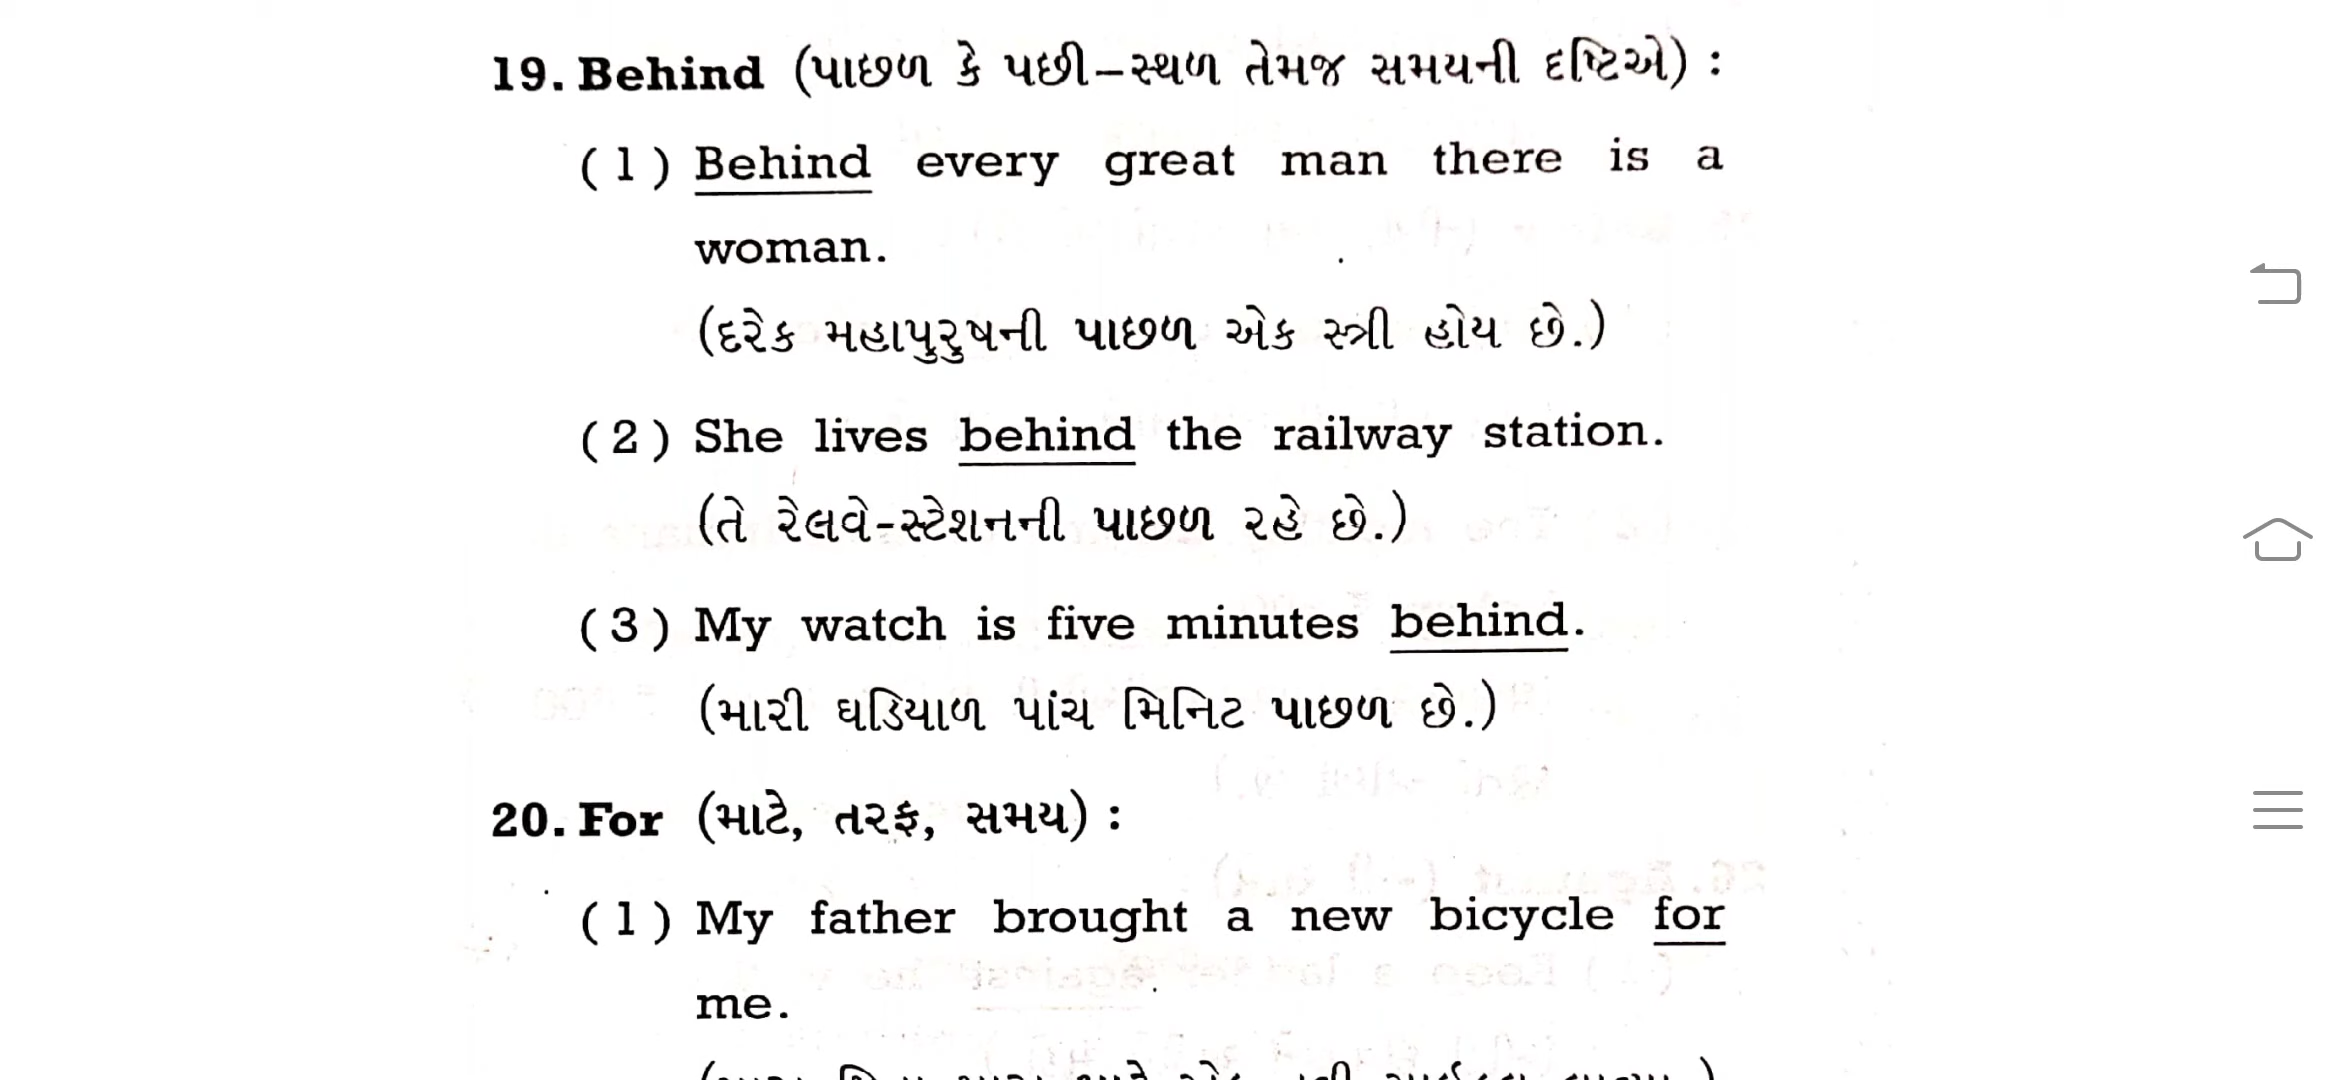 19. Behind (પાછળ કે પછી–સ્થળ તેમજ સમયની દૃષ્ટિએ) :
(1) Behind every great man there is a
woman.
(દરેક મહાપુરુષની પાછળ એક સ્ત્રી હોય છે.)
(2) She lives behind the railway station.
(તે રેલવે-સ્ટેશનની પાછળ રહે છે.)
(3) My watch is five minutes behind.
(મારી ઘડિયાળ પાંચ મિનિટ પાછળ છે.)
20. For (માટે, તરફ, સમય) :
(1) My father brought a new bicycle for
me.